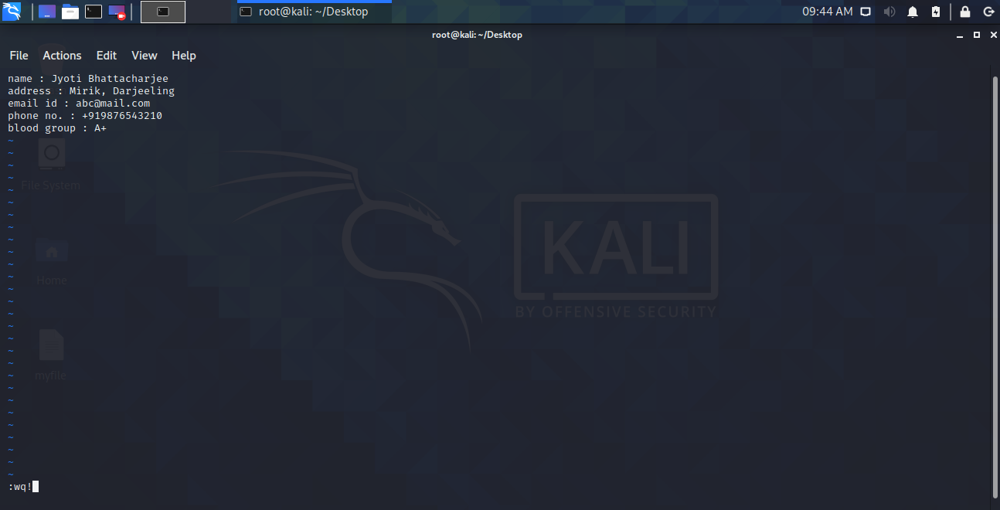 root@kali: ~/Desktop
09:44 AM
root@kali: ~/Desktop
File Actions Edit View Help
name : Jyoti Bhattacharjee
address : Mirik, Darjeeling
email id : abc@mail.com
phone no. : +919876543210
blood group : A+
~
~
~
~
File System
~
~
~
~
~
~
~
~
Home
~
~
~
~
~
~
~
~
myfile
~
~
~
~
~
~
~
~
KALI
BY OFFENSIVE SECURITY
:wq!